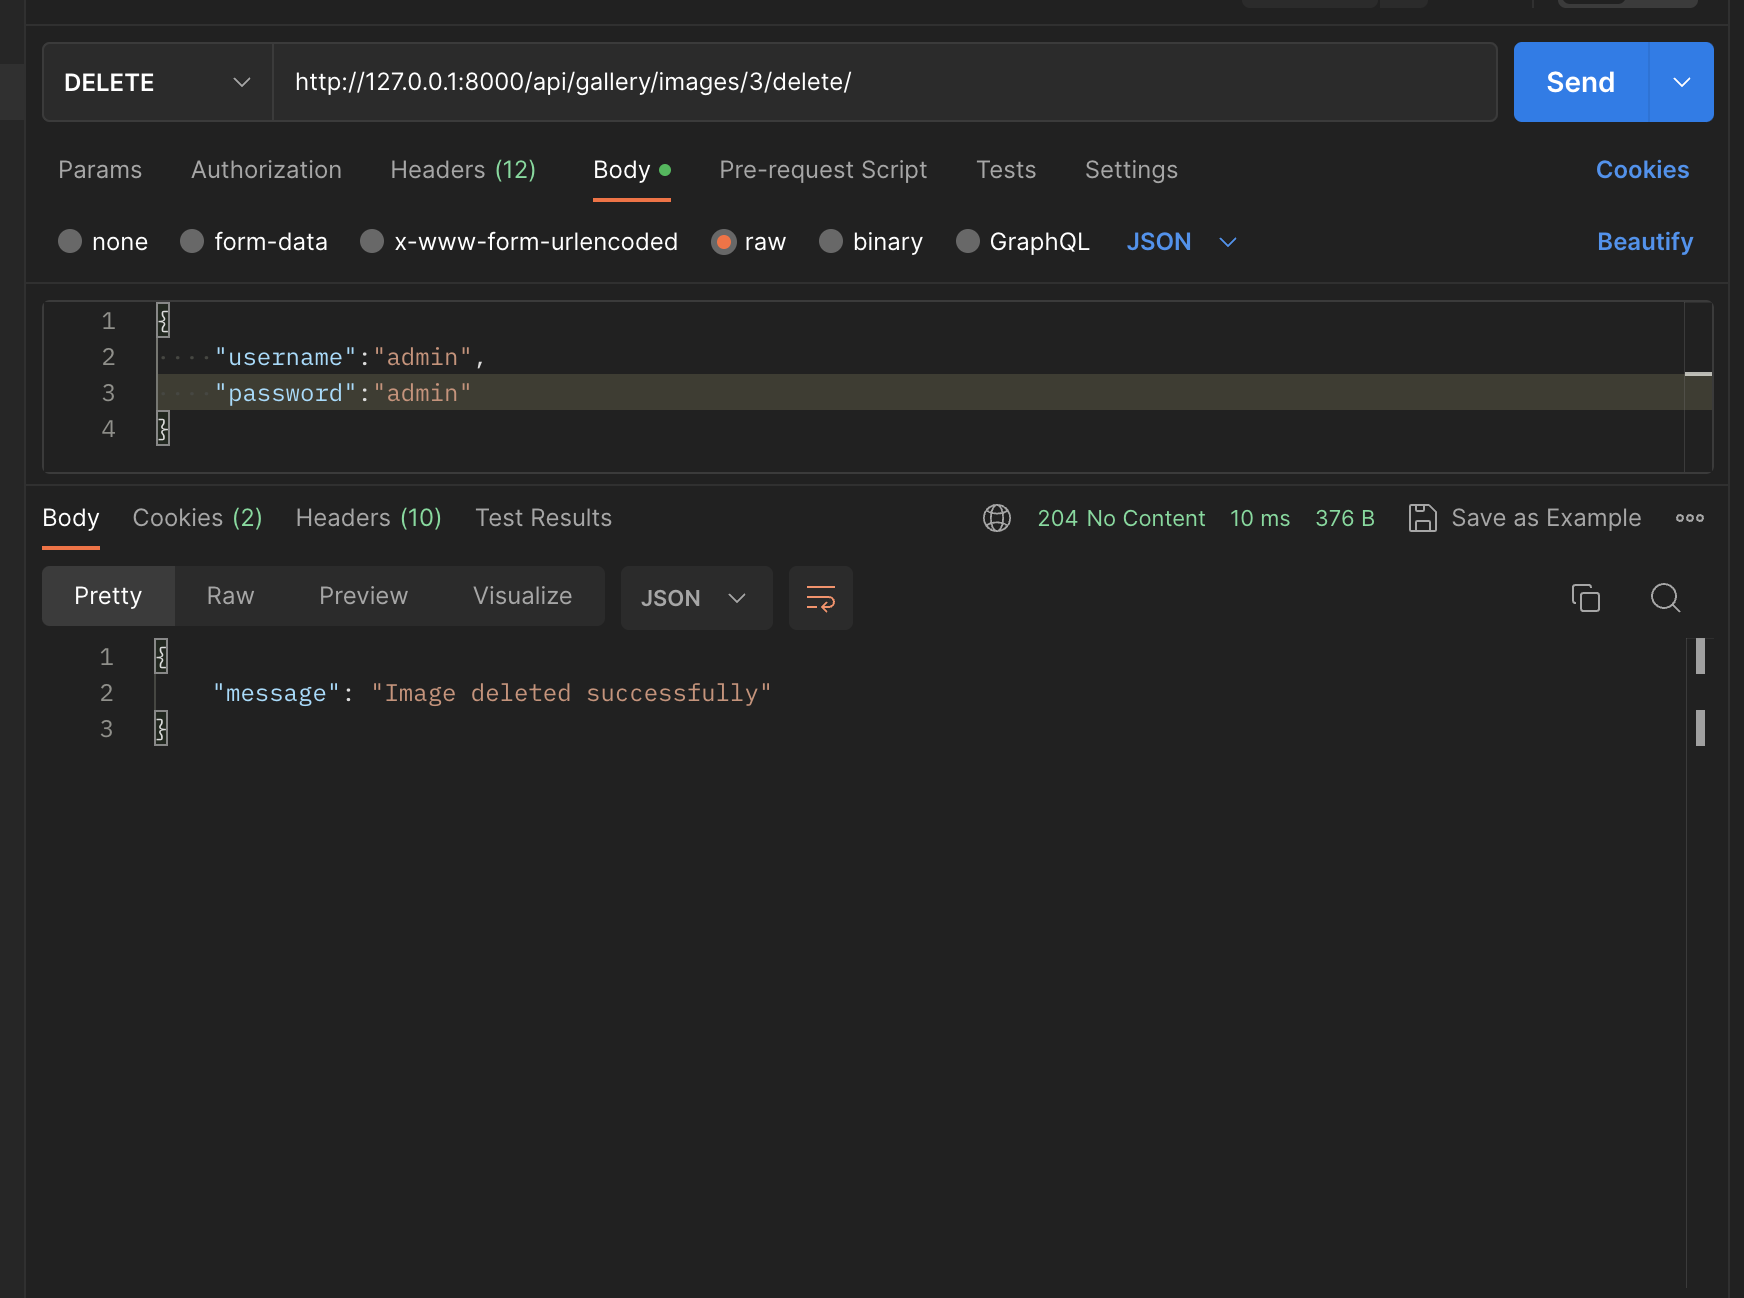 DELETE http://127.0.0.1:8000/api/gallery/images/3/delete/ Send
Params Authorization Headers (12) Body Pre-request Script Tests Settings Cookies
none form-data x-www-form-urlencoded raw binary GraphQL JSON Beautify
1 {
2 ····"username":"admin",
3 ····"password":"admin"
4 }
Body Cookies (2) Headers (10) Test Results 204 No Content 10 ms 376 B Save as Example
Pretty Raw Preview Visualize JSON
1 {
2 "message": "Image deleted successfully"
3 }